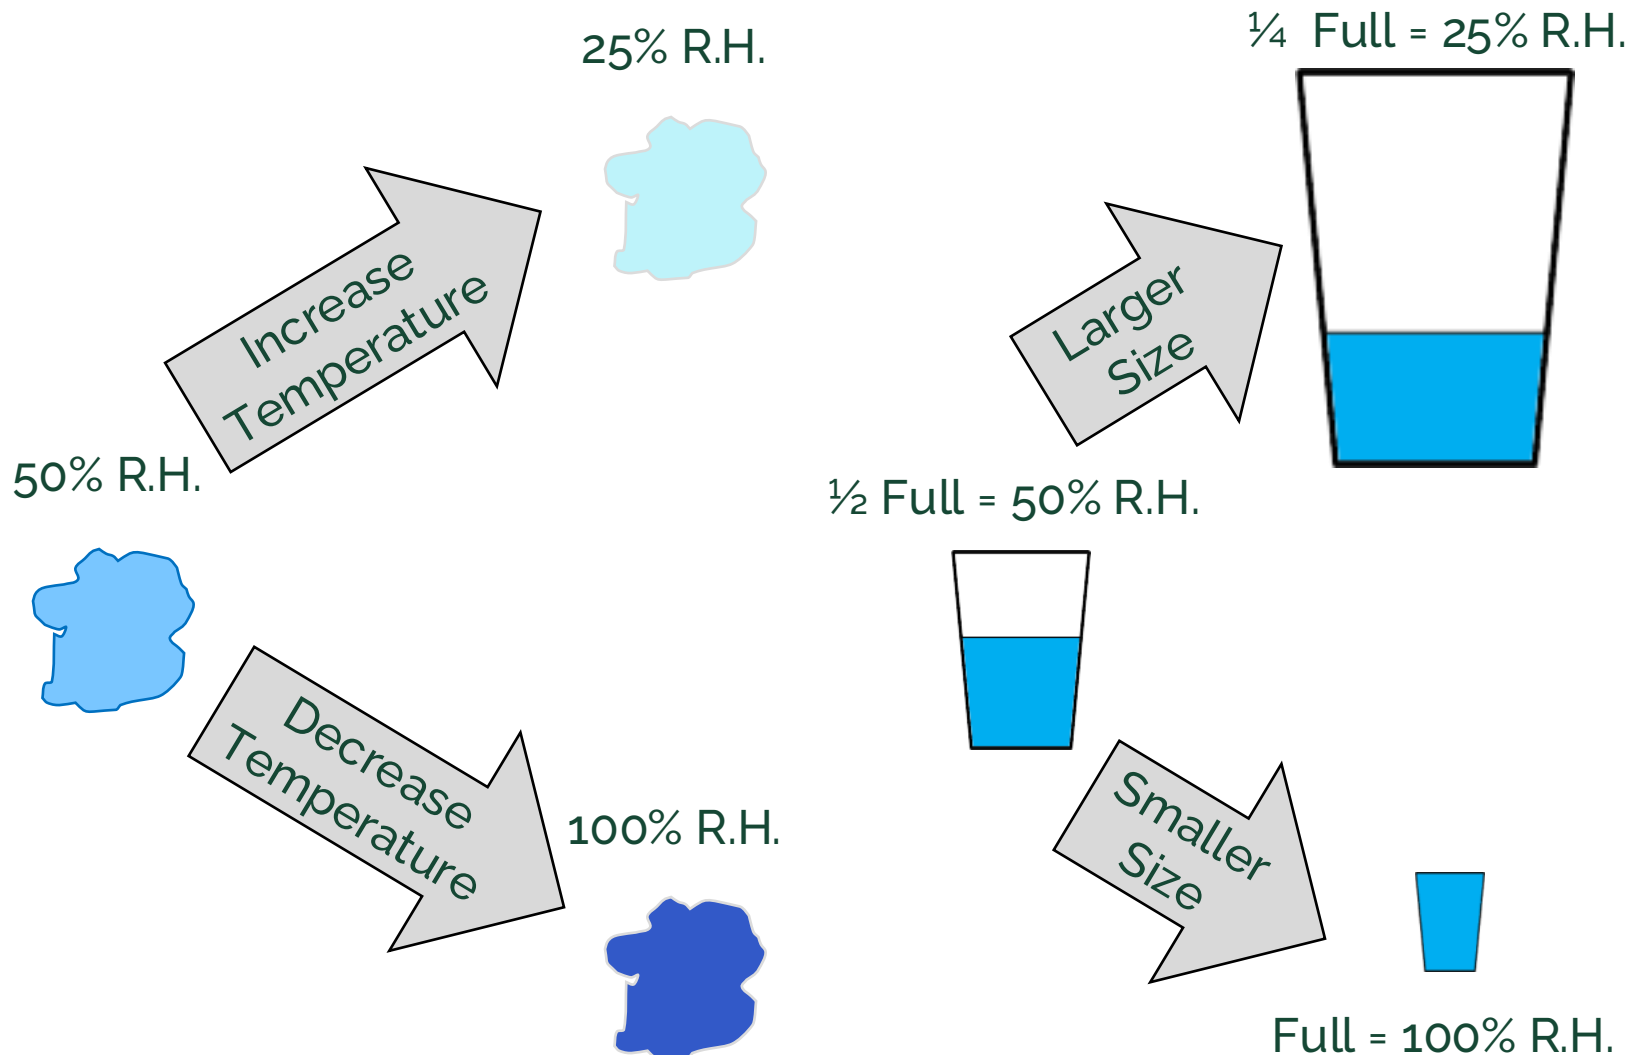 25% R.H.
Increase
Temperature
50% R.H.
Decrease
Temperature
100% R.H.
¼ Full = 25% R.H.
Larger
Size
½ Full = 50% R.H.
Smaller
Size
Full = 100% R.H.